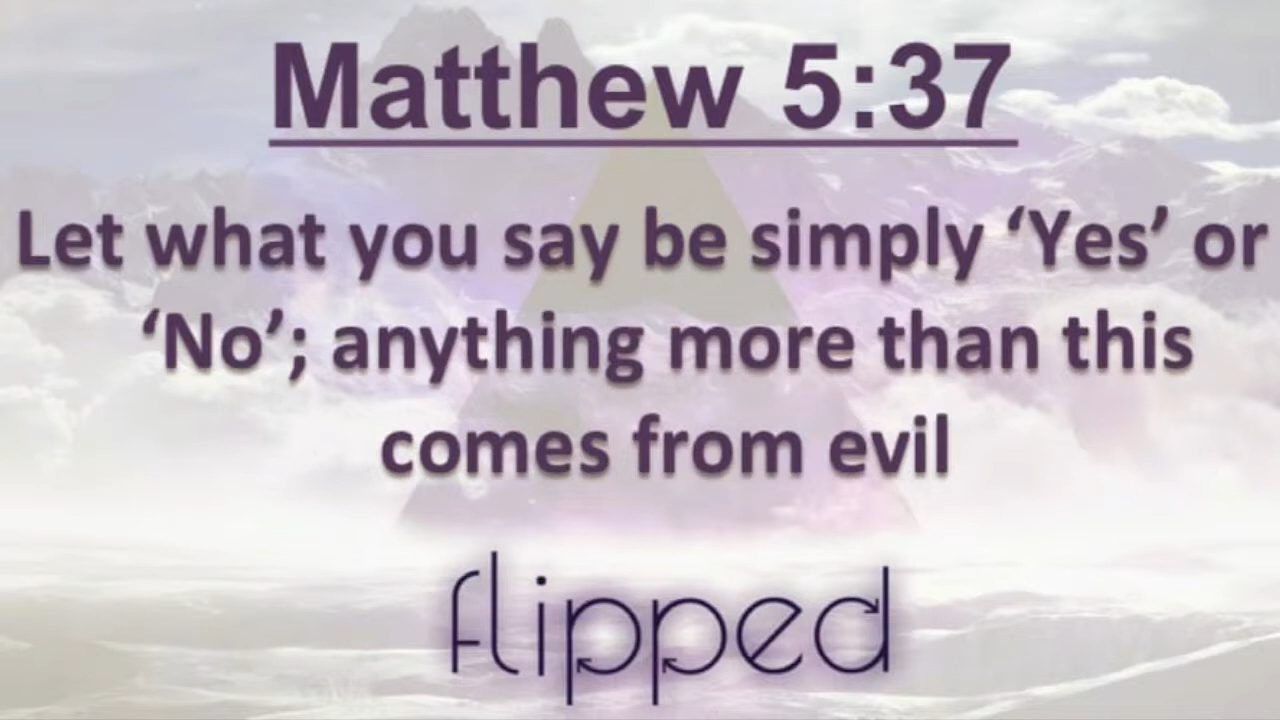 Matthew 5:37
Let what you say be simply ‘Yes’ or
‘No’; anything more than this
comes from evil
flipped